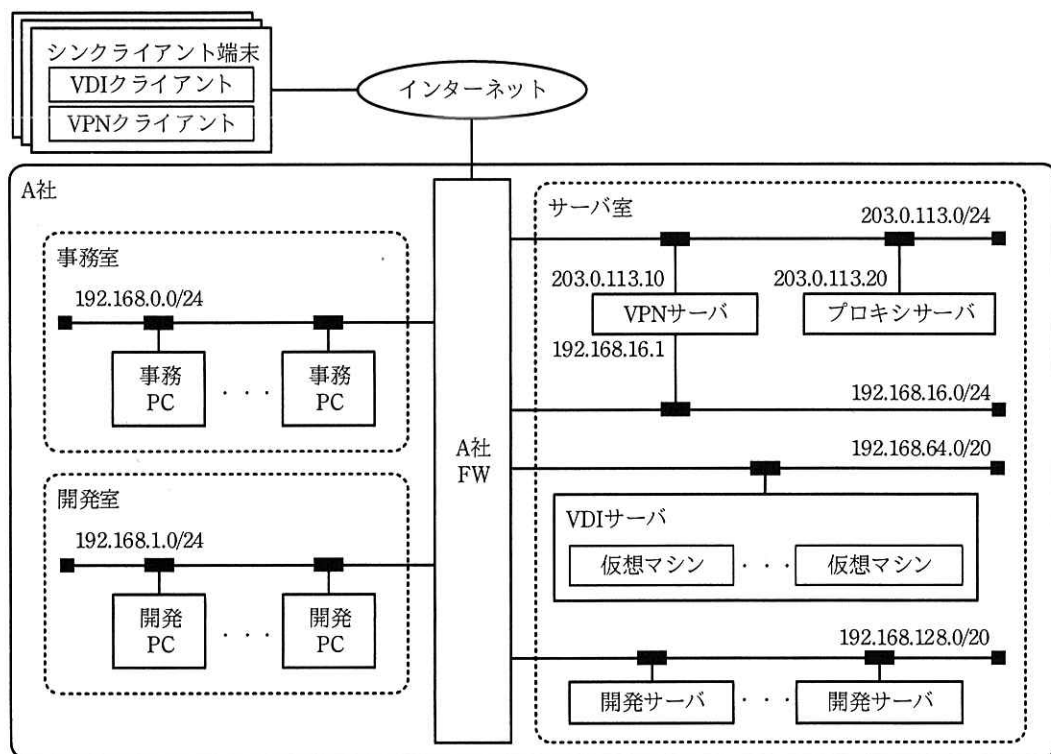 シンクライアント端末
VDIクライアント
VPNクライアント
インターネット
A社
事務室
192.168.0.0/24
事務
PC
・・・
事務
PC
開発室
192.168.1.0/24
開発
PC
・・・
開発
PC
A社
FW
サーバ室
203.0.113.0/24
203.0.113.10
203.0.113.20
VPNサーバ
プロキシサーバ
192.168.16.1
192.168.16.0/24
192.168.64.0/20
VDIサーバ
仮想マシン
・・・
仮想マシン
192.168.128.0/20
開発サーバ
・・・
開発サーバ